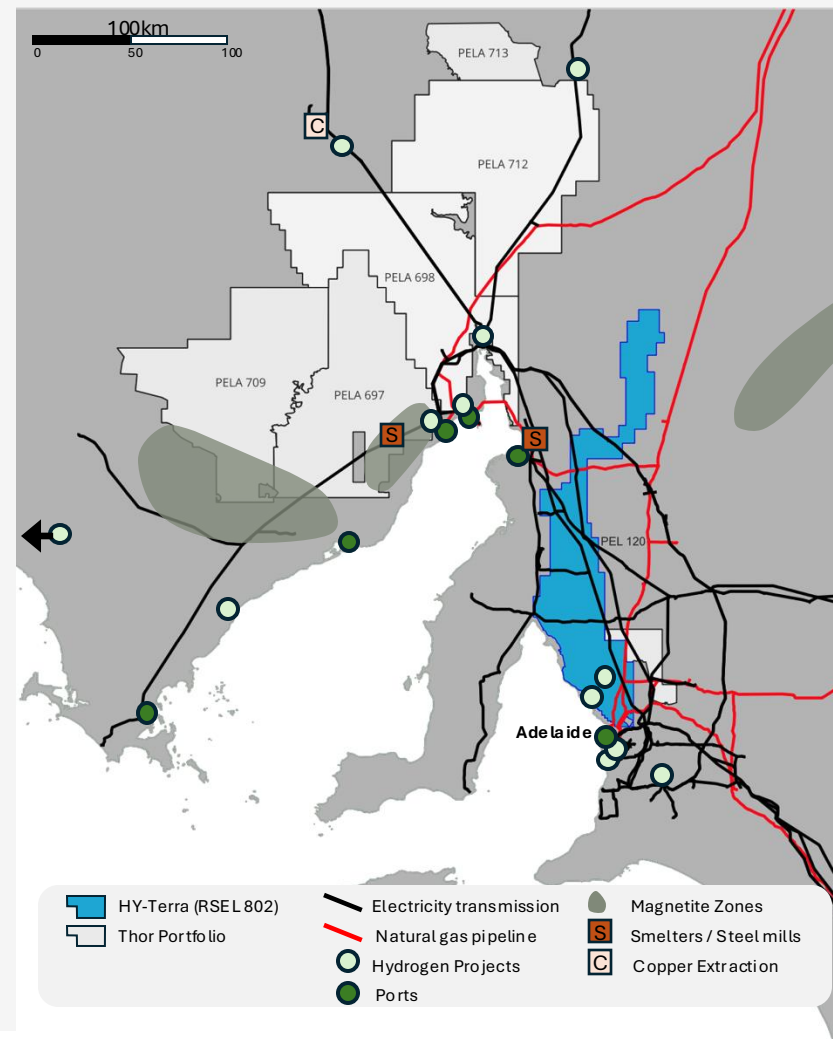 100km
0 50 100
PELA 713
C
PELA 712
PELA 698
PELA 709
PELA 697
S
S
PEL 120
Adelaide
HY-Terra (RSEL 802)
Thor Portfolio
Electricity transmission
Natural gas pipeline
Hydrogen Projects
Ports
Magnetite Zones
S Smelters / Steel mills
C Copper Extraction